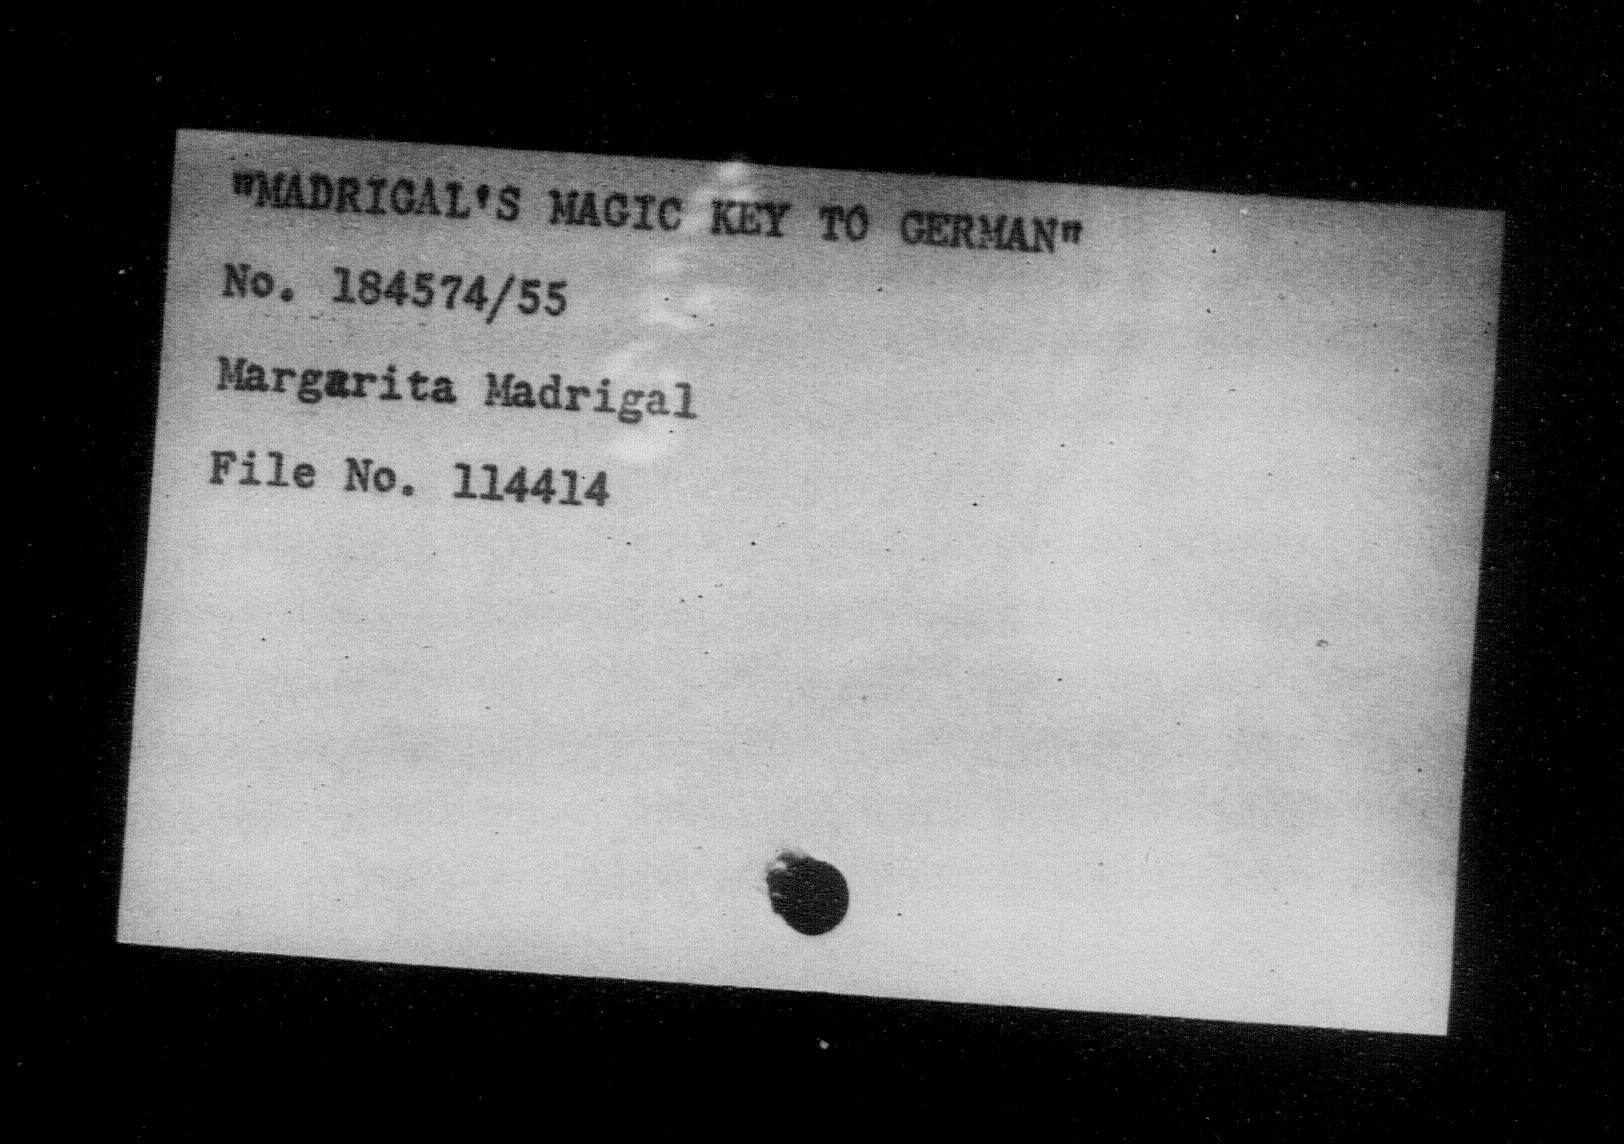 "MADRIGAL'S MAGIC KEY TO GERMAN"
No. 184574/55
Margarita Madrigal
File No. 114414